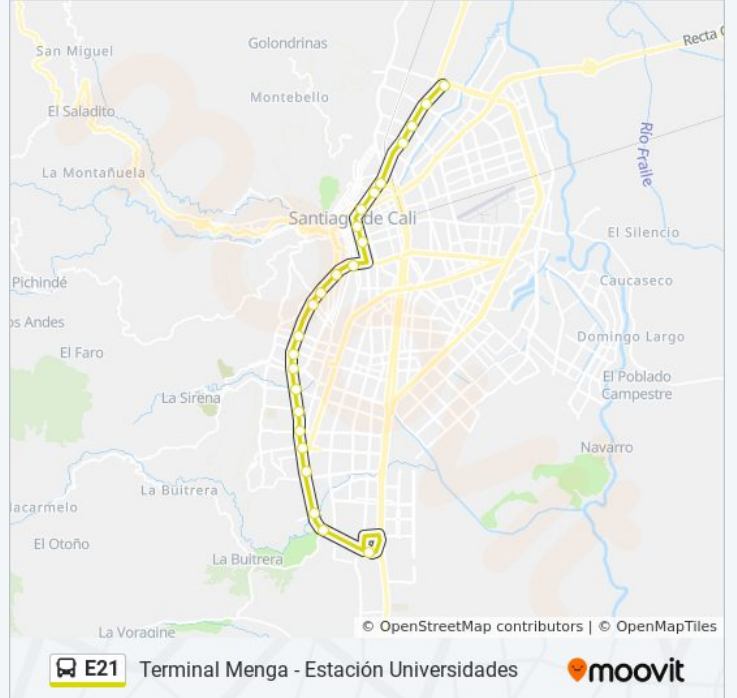 San Miguel
Golondrinas
Recta C
El Saladito
Montebello
Río Fraile
La Montañuela
Santiago de Cali
El Silencio
Pichindé
Caucaseco
os Andes
Domingo Largo
El Faro
La Sirena
El Poblado
Campestre
Navarro
La Buitrera
lacarmelo
El Otoño
La Buitrera
La Voragine
© OpenStreetMap contributors | © OpenMapTiles
E21 Terminal Menga - Estación Universidades
moovit